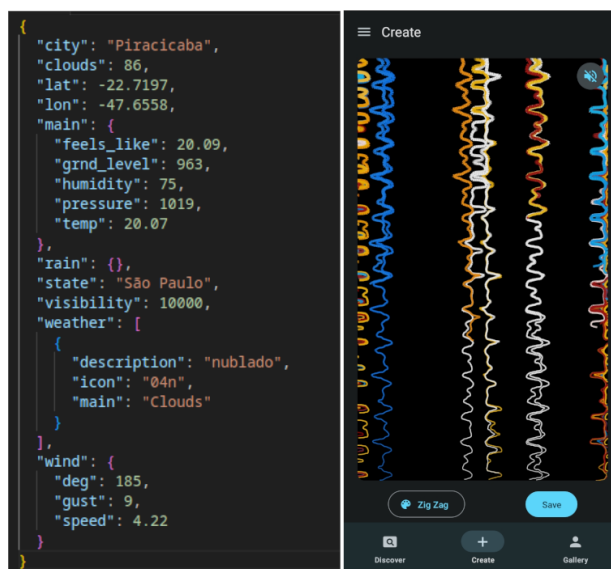 {
"city": "Piracicaba",
"clouds": 86,
"lat": -22.7197,
"lon": -47.6558,
"main": {
"feels_like": 20.09,
"grnd_level": 963,
"humidity": 75,
"pressure": 1019,
"temp": 20.07
},
"rain": {},
"state": "São Paulo",
"visibility": 10000,
"weather": [
{
"description": "nublado",
"icon": "04n",
"main": "Clouds"
}
],
"wind": {
"deg": 185,
"gust": 9,
"speed": 4.22
}
}
Create
Zig Zag
Save
Discover
Create
Gallery